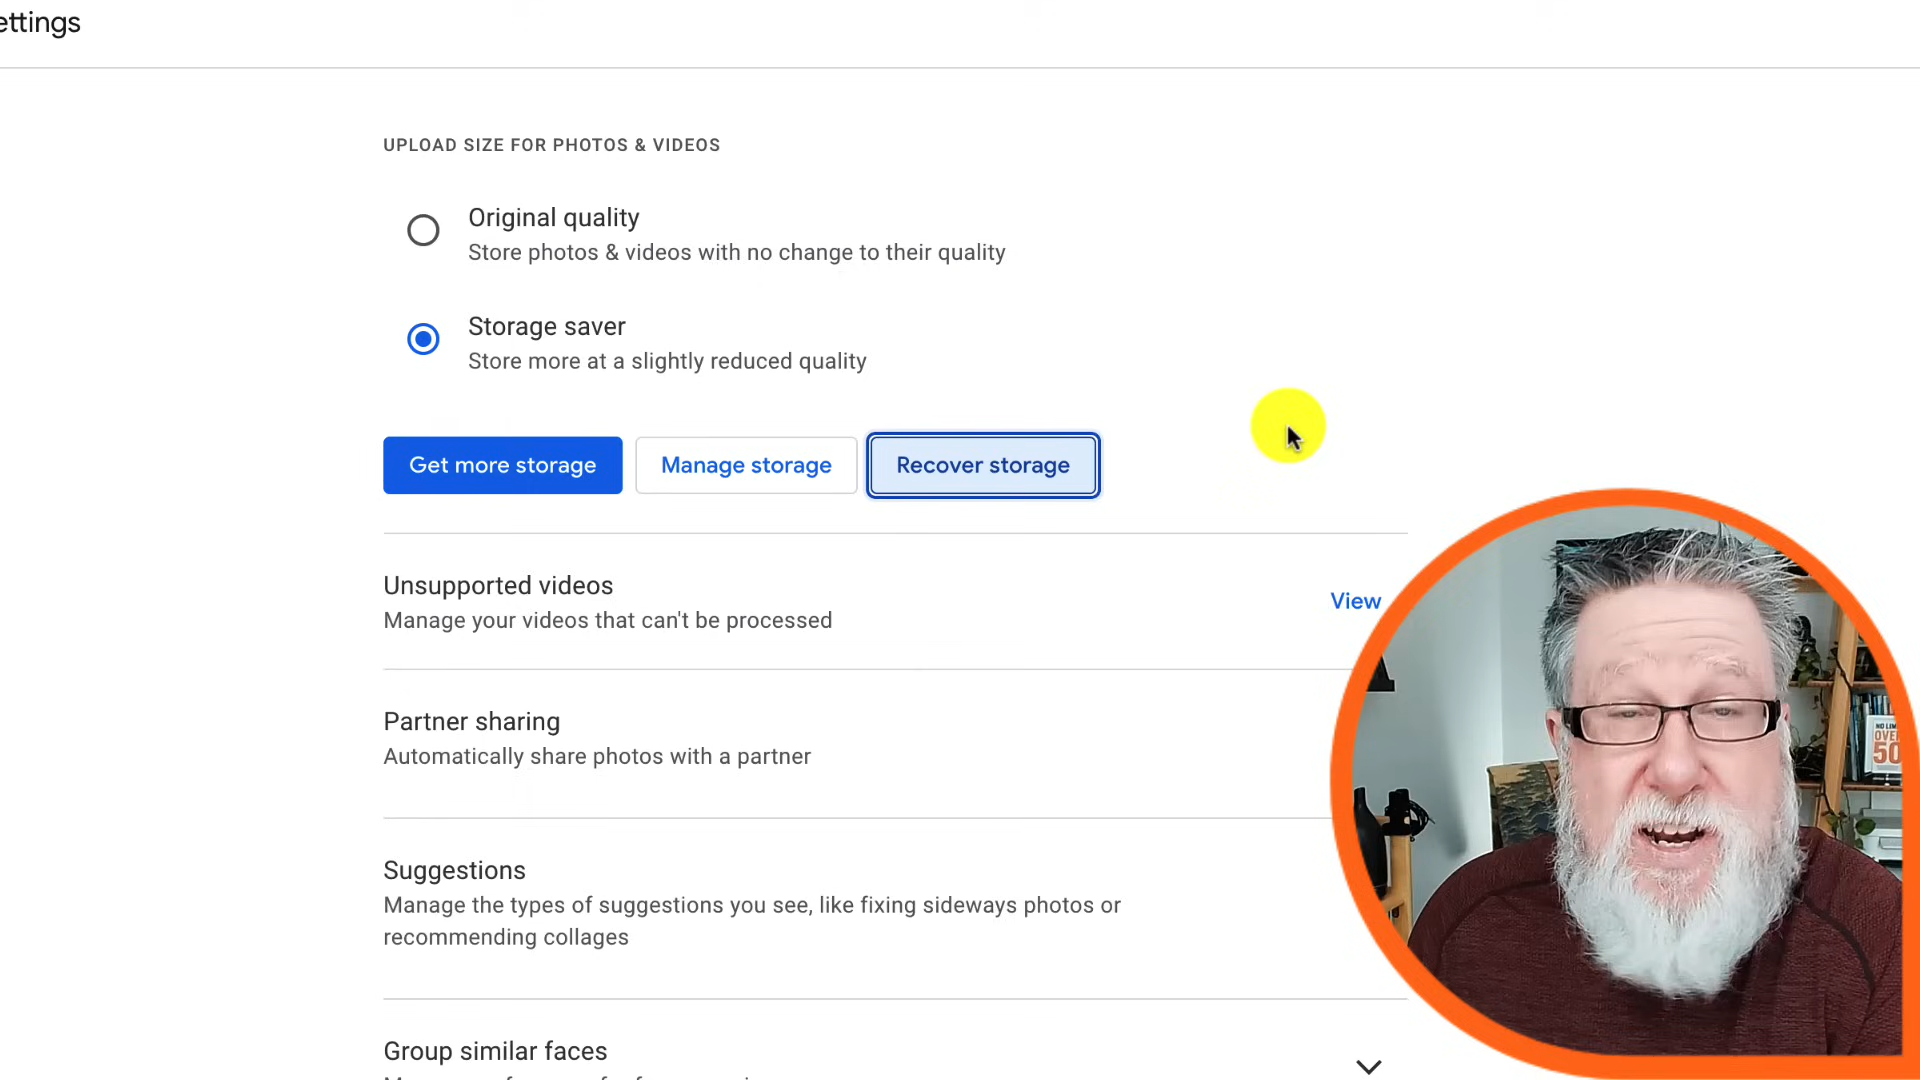 ettings
UPLOAD SIZE FOR PHOTOS & VIDEOS
Original quality
Store photos & videos with no change to their quality
Storage saver
Store more at a slightly reduced quality
Get more storage
Manage storage
Recover storage
Unsupported videos
View
Manage your videos that can't be processed
Partner sharing
Automatically share photos with a partner
Suggestions
Manage the types of suggestions you see, like fixing sideways photos or
recommending collages
Group similar faces
OVER
50